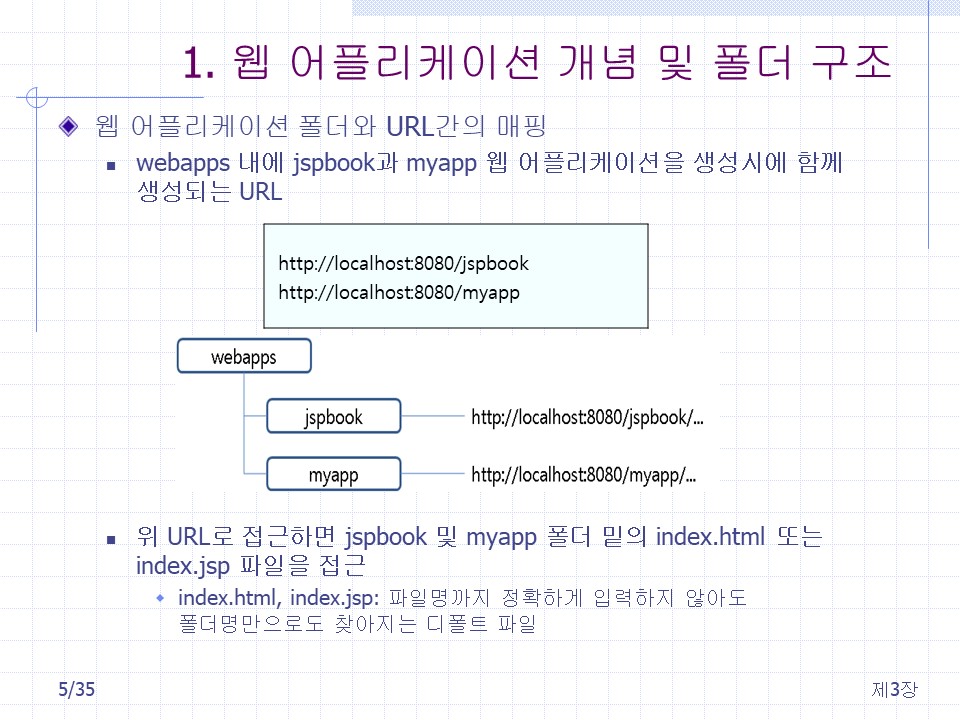 1. 웹 어플리케이션 개념 및 폴더 구조
웹 어플리케이션 폴더와 URL간의 매핑
webapps 내에 jspbook과 myapp 웹 어플리케이션을 생성시에 함께
생성되는 URL
http://localhost:8080/jspbook
http://localhost:8080/myapp
webapps
jspbook http://localhost:8080/jspbook/...
myapp http://localhost:8080/myapp/...
위 URL로 접근하면 jspbook 및 myapp 폴더 밑의 index.html 또는
index.jsp 파일을 접근
index.html, index.jsp: 파일명까지 정확하게 입력하지 않아도
폴더명만으로도 찾아지는 디폴트 파일
5/35 제3장